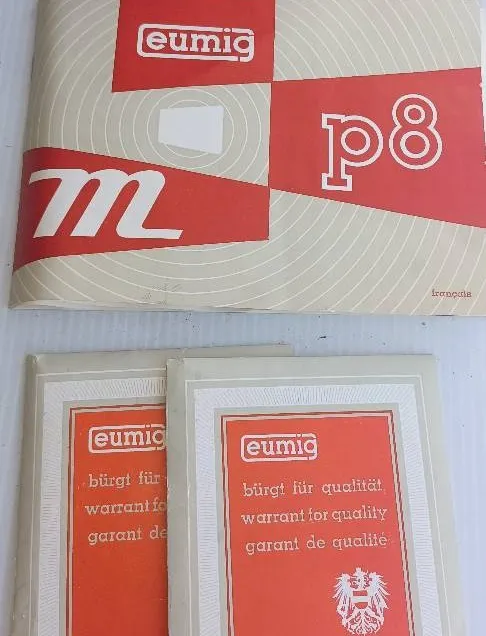 eumig
p8
m
français
eumig
bürgt für
warrant
garant de
eumig
bürgt für qualität
warrant for quality
garant de qualité